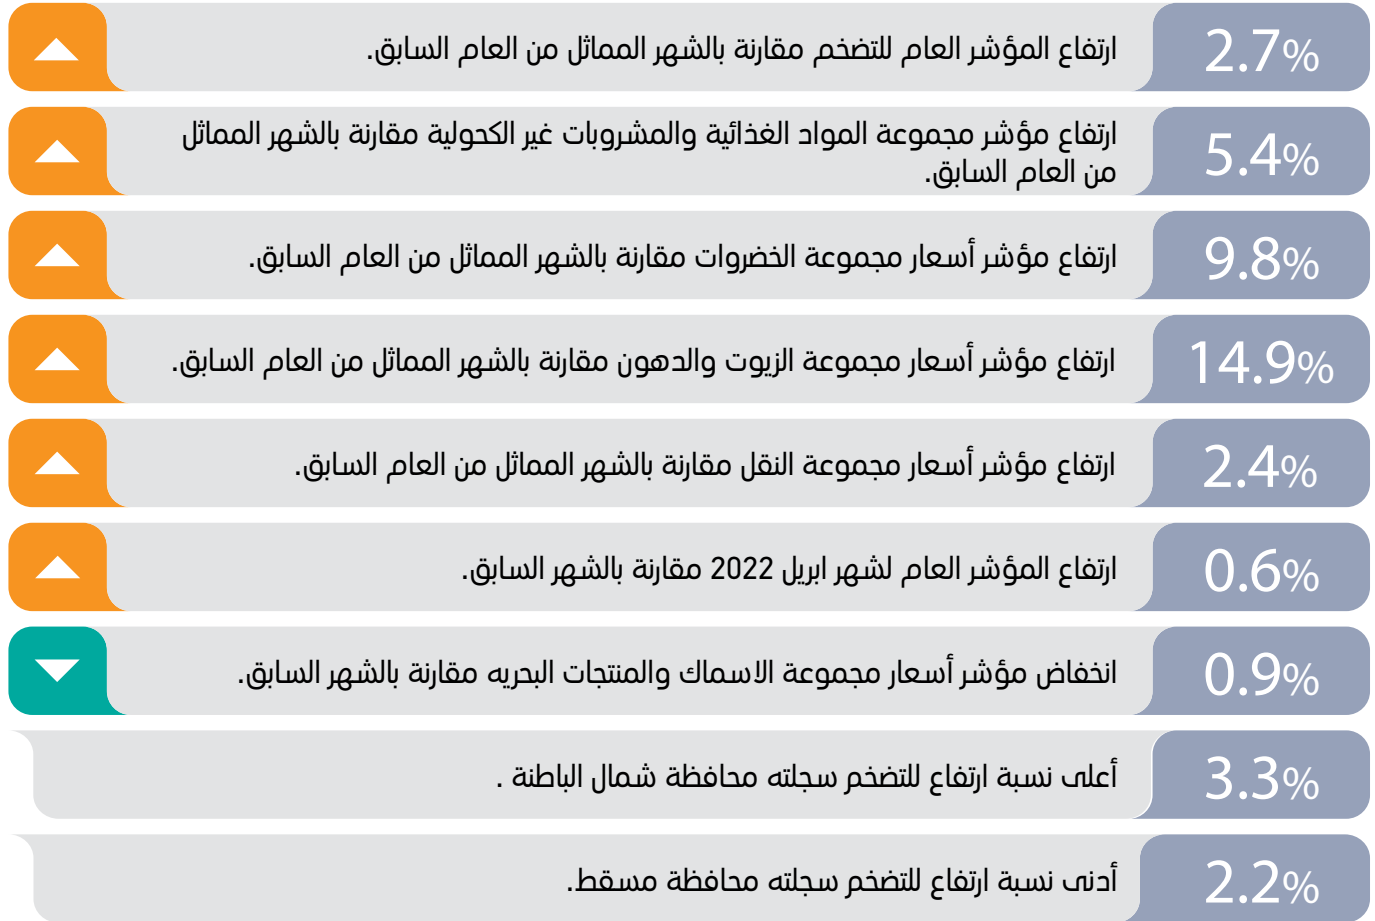 2.7%
ارتفاع المؤشر العام للتضخم مقارنة بالشهر المماثل من العام السابق.
5.4%
ارتفاع مؤشر مجموعة المواد الغذائية والمشروبات غير الكحولية مقارنة بالشهر المماثل
من العام السابق.
9.8%
ارتفاع مؤشر أسعار مجموعة الخضروات مقارنة بالشهر المماثل من العام السابق.
14.9%
ارتفاع مؤشر أسعار مجموعة الزيوت والدهون مقارنة بالشهر المماثل من العام السابق.
2.4%
ارتفاع مؤشر أسعار مجموعة النقل مقارنة بالشهر المماثل من العام السابق.
0.6%
ارتفاع المؤشر العام لشهر ابريل 2022 مقارنة بالشهر السابق.
0.9%
انخفاض مؤشر أسعار مجموعة الاسماك والمنتجات البحريه مقارنة بالشهر السابق.
3.3%
أعلى نسبة ارتفاع للتضخم سجلته محافظة شمال الباطنة .
2.2%
أدنى نسبة ارتفاع للتضخم سجلته محافظة مسقط.